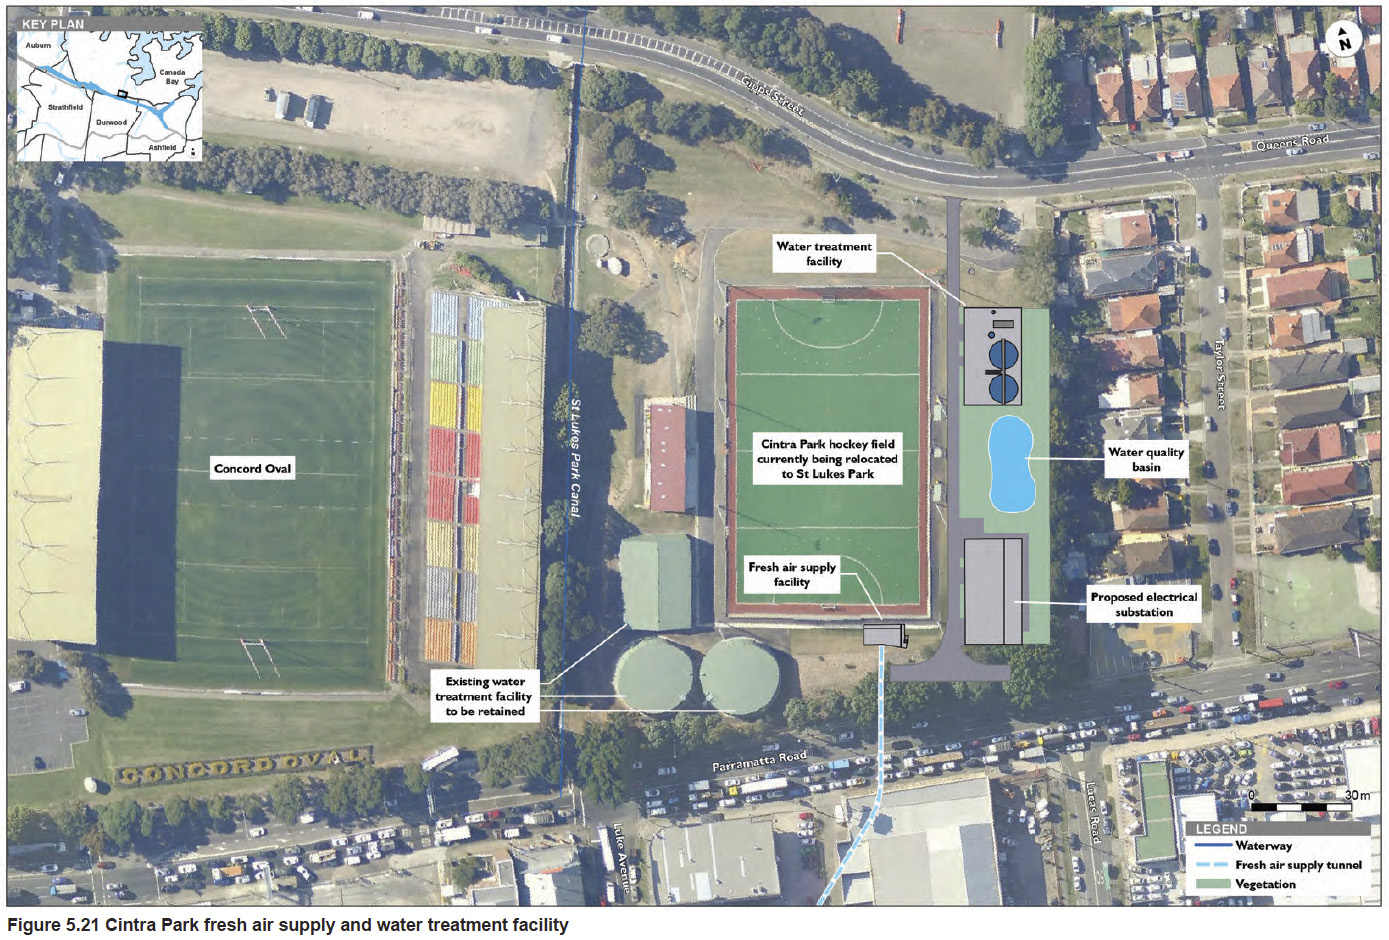 KEY PLAN
Auburn
Canada
Bay
Strathfield
Burwood
Ashfield
N
Gipps Street
Queens Road
Water treatment
facility
Taylor Street
St Lukes Park Canal
Concord Oval
Cintra Park hockey field
currently being relocated
to St Lukes Park
Water quality
basin
Fresh air supply
facility
Proposed electrical
substation
Existing water
treatment facility
to be retained
CONCORD OVAL
Parramatta Road
Luke Avenue
Lucas Road
0 30 m
LEGEND
Waterway
Fresh air supply tunnel
Vegetation
Figure 5.21 Cintra Park fresh air supply and water treatment facility